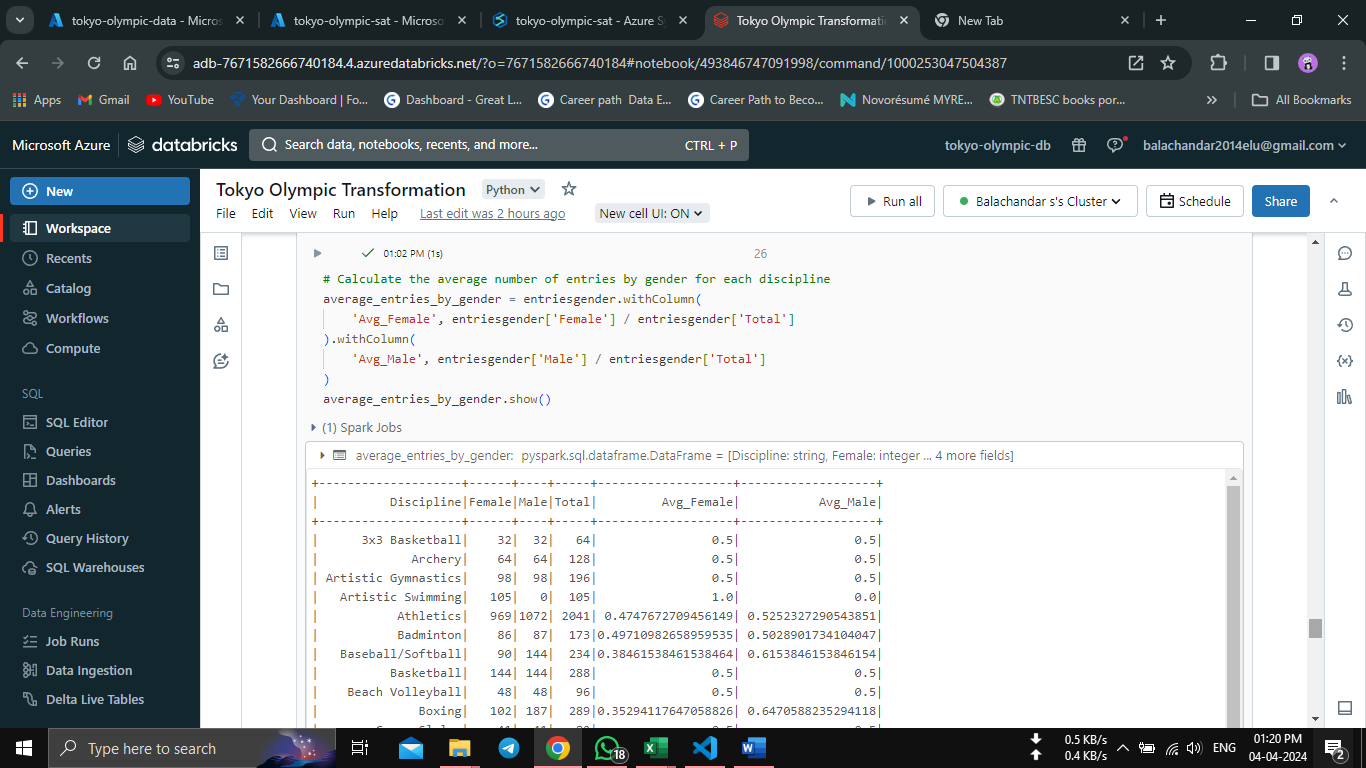 tokyo-olympic-data - Micros
tokyo-olympic-sat - Microso
tokyo-olympic-sat - Azure S
Tokyo Olympic Transformati
New Tab
adb-7671582666740184.4.azuredatabricks.net/?o=7671582666740184#notebook/493846747091998/command/1000253047504387
Apps
Gmail
YouTube
Your Dashboard | Fo...
Dashboard - Great L...
Career path Data E...
Career Path to Beco...
Novorésumé MYRE...
TNTBESC books por...
All Bookmarks
Microsoft Azure
databricks
Search data, notebooks, recents, and more...
CTRL + P
tokyo-olympic-db
balachandar2014elu@gmail.com
New
Workspace
Recents
Catalog
Workflows
Compute
SQL
SQL Editor
Queries
Dashboards
Alerts
Query History
SQL Warehouses
Data Engineering
Job Runs
Data Ingestion
Delta Live Tables
Tokyo Olympic Transformation
Python
File Edit View Run Help
Last edit was 2 hours ago
New cell UI: ON
Run all
Balachandar s's Cluster
Schedule
Share
01:02 PM (1s)
26
# Calculate the average number of entries by gender for each discipline
average_entries_by_gender = entriesgender.withColumn(
'Avg_Female', entriesgender['Female'] / entriesgender['Total']
).withColumn(
'Avg_Male', entriesgender['Male'] / entriesgender['Total']
)
average_entries_by_gender.show()
(1) Spark Jobs
average_entries_by_gender: pyspark.sql.dataframe.DataFrame = [Discipline: string, Female: integer ... 4 more fields]
+--------------------+------+----+-----+-------------------+------------------+
| Discipline|Female|Male|Total| Avg_Female| Avg_Male|
+--------------------+------+----+-----+-------------------+------------------+
| 3x3 Basketball| 32| 32| 64| 0.5| 0.5|
| Archery| 64| 64| 128| 0.5| 0.5|
| Artistic Gymnastics| 98| 98| 196| 0.5| 0.5|
| Artistic Swimming| 105| 0| 105| 1.0| 0.0|
| Athletics| 969|1072| 2041| 0.4747672709456149| 0.5252327290543851|
| Badminton| 86| 87| 173|0.49710982658959535| 0.5028901734104047|
| Baseball/Softball| 90| 144| 234|0.38461538461538464| 0.6153846153846154|
| Basketball| 144| 144| 288| 0.5| 0.5|
| Beach Volleyball| 48| 48| 96| 0.5| 0.5|
| Boxing| 102| 187| 289|0.35294117647058826| 0.6470588235294118|
Type here to search
18
0.5 KB/s
0.4 KB/s
ENG
01:20 PM
04-04-2024
2